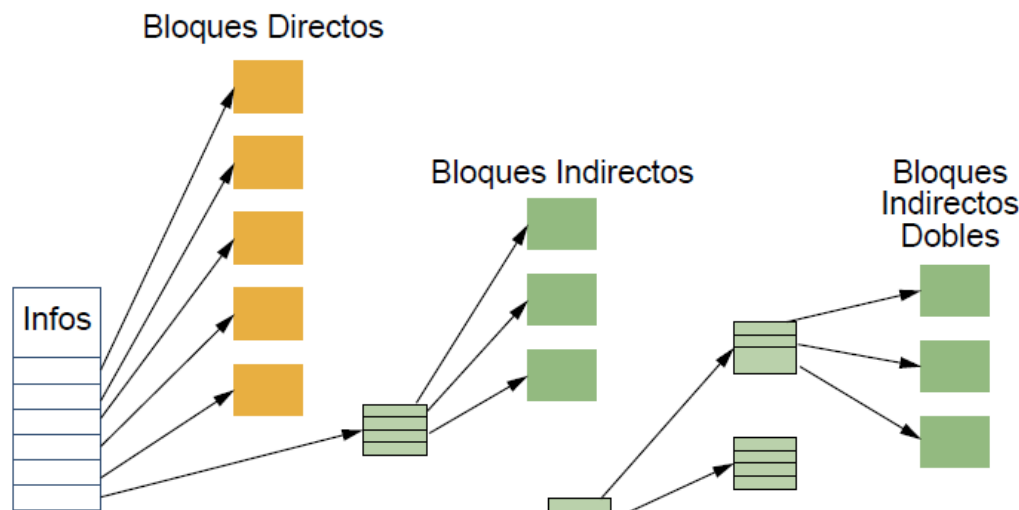 Bloques Directos
Bloques Indirectos
Bloques
Indirectos
Dobles
Infos